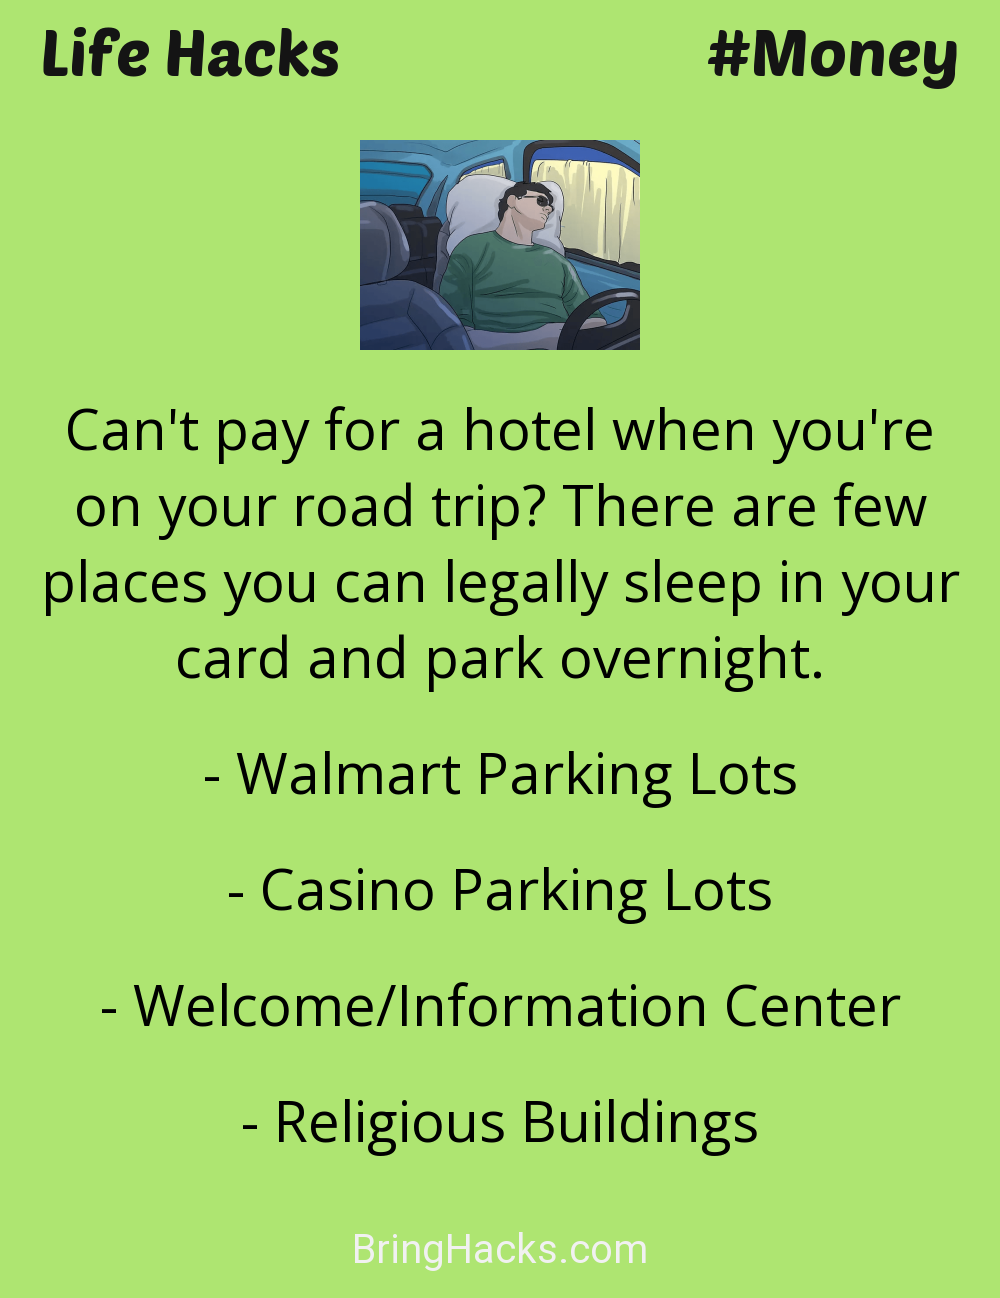 Life Hacks #Money
Can't pay for a hotel when you're
on your road trip? There are few
places you can legally sleep in your
card and park overnight.
- Walmart Parking Lots
- Casino Parking Lots
- Welcome/Information Center
- Religious Buildings
BringHacks.com